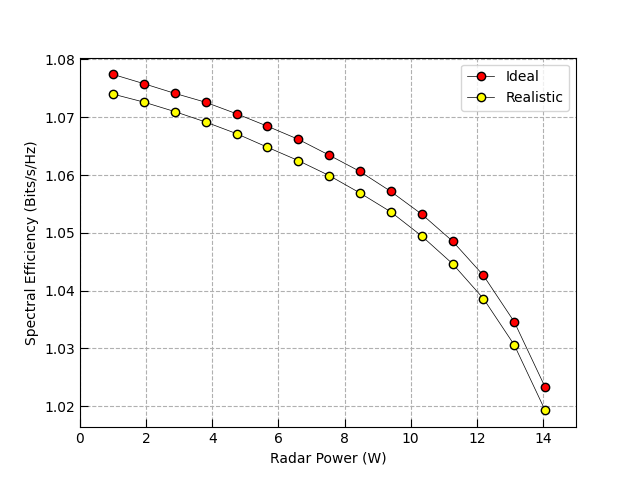 1.08
1.07
1.06
1.05
1.04
1.03
1.02
Spectral Efficiency (Bits/s/Hz)
Ideal
Realistic
0 2 4 6 8 10 12 14
Radar Power (W)